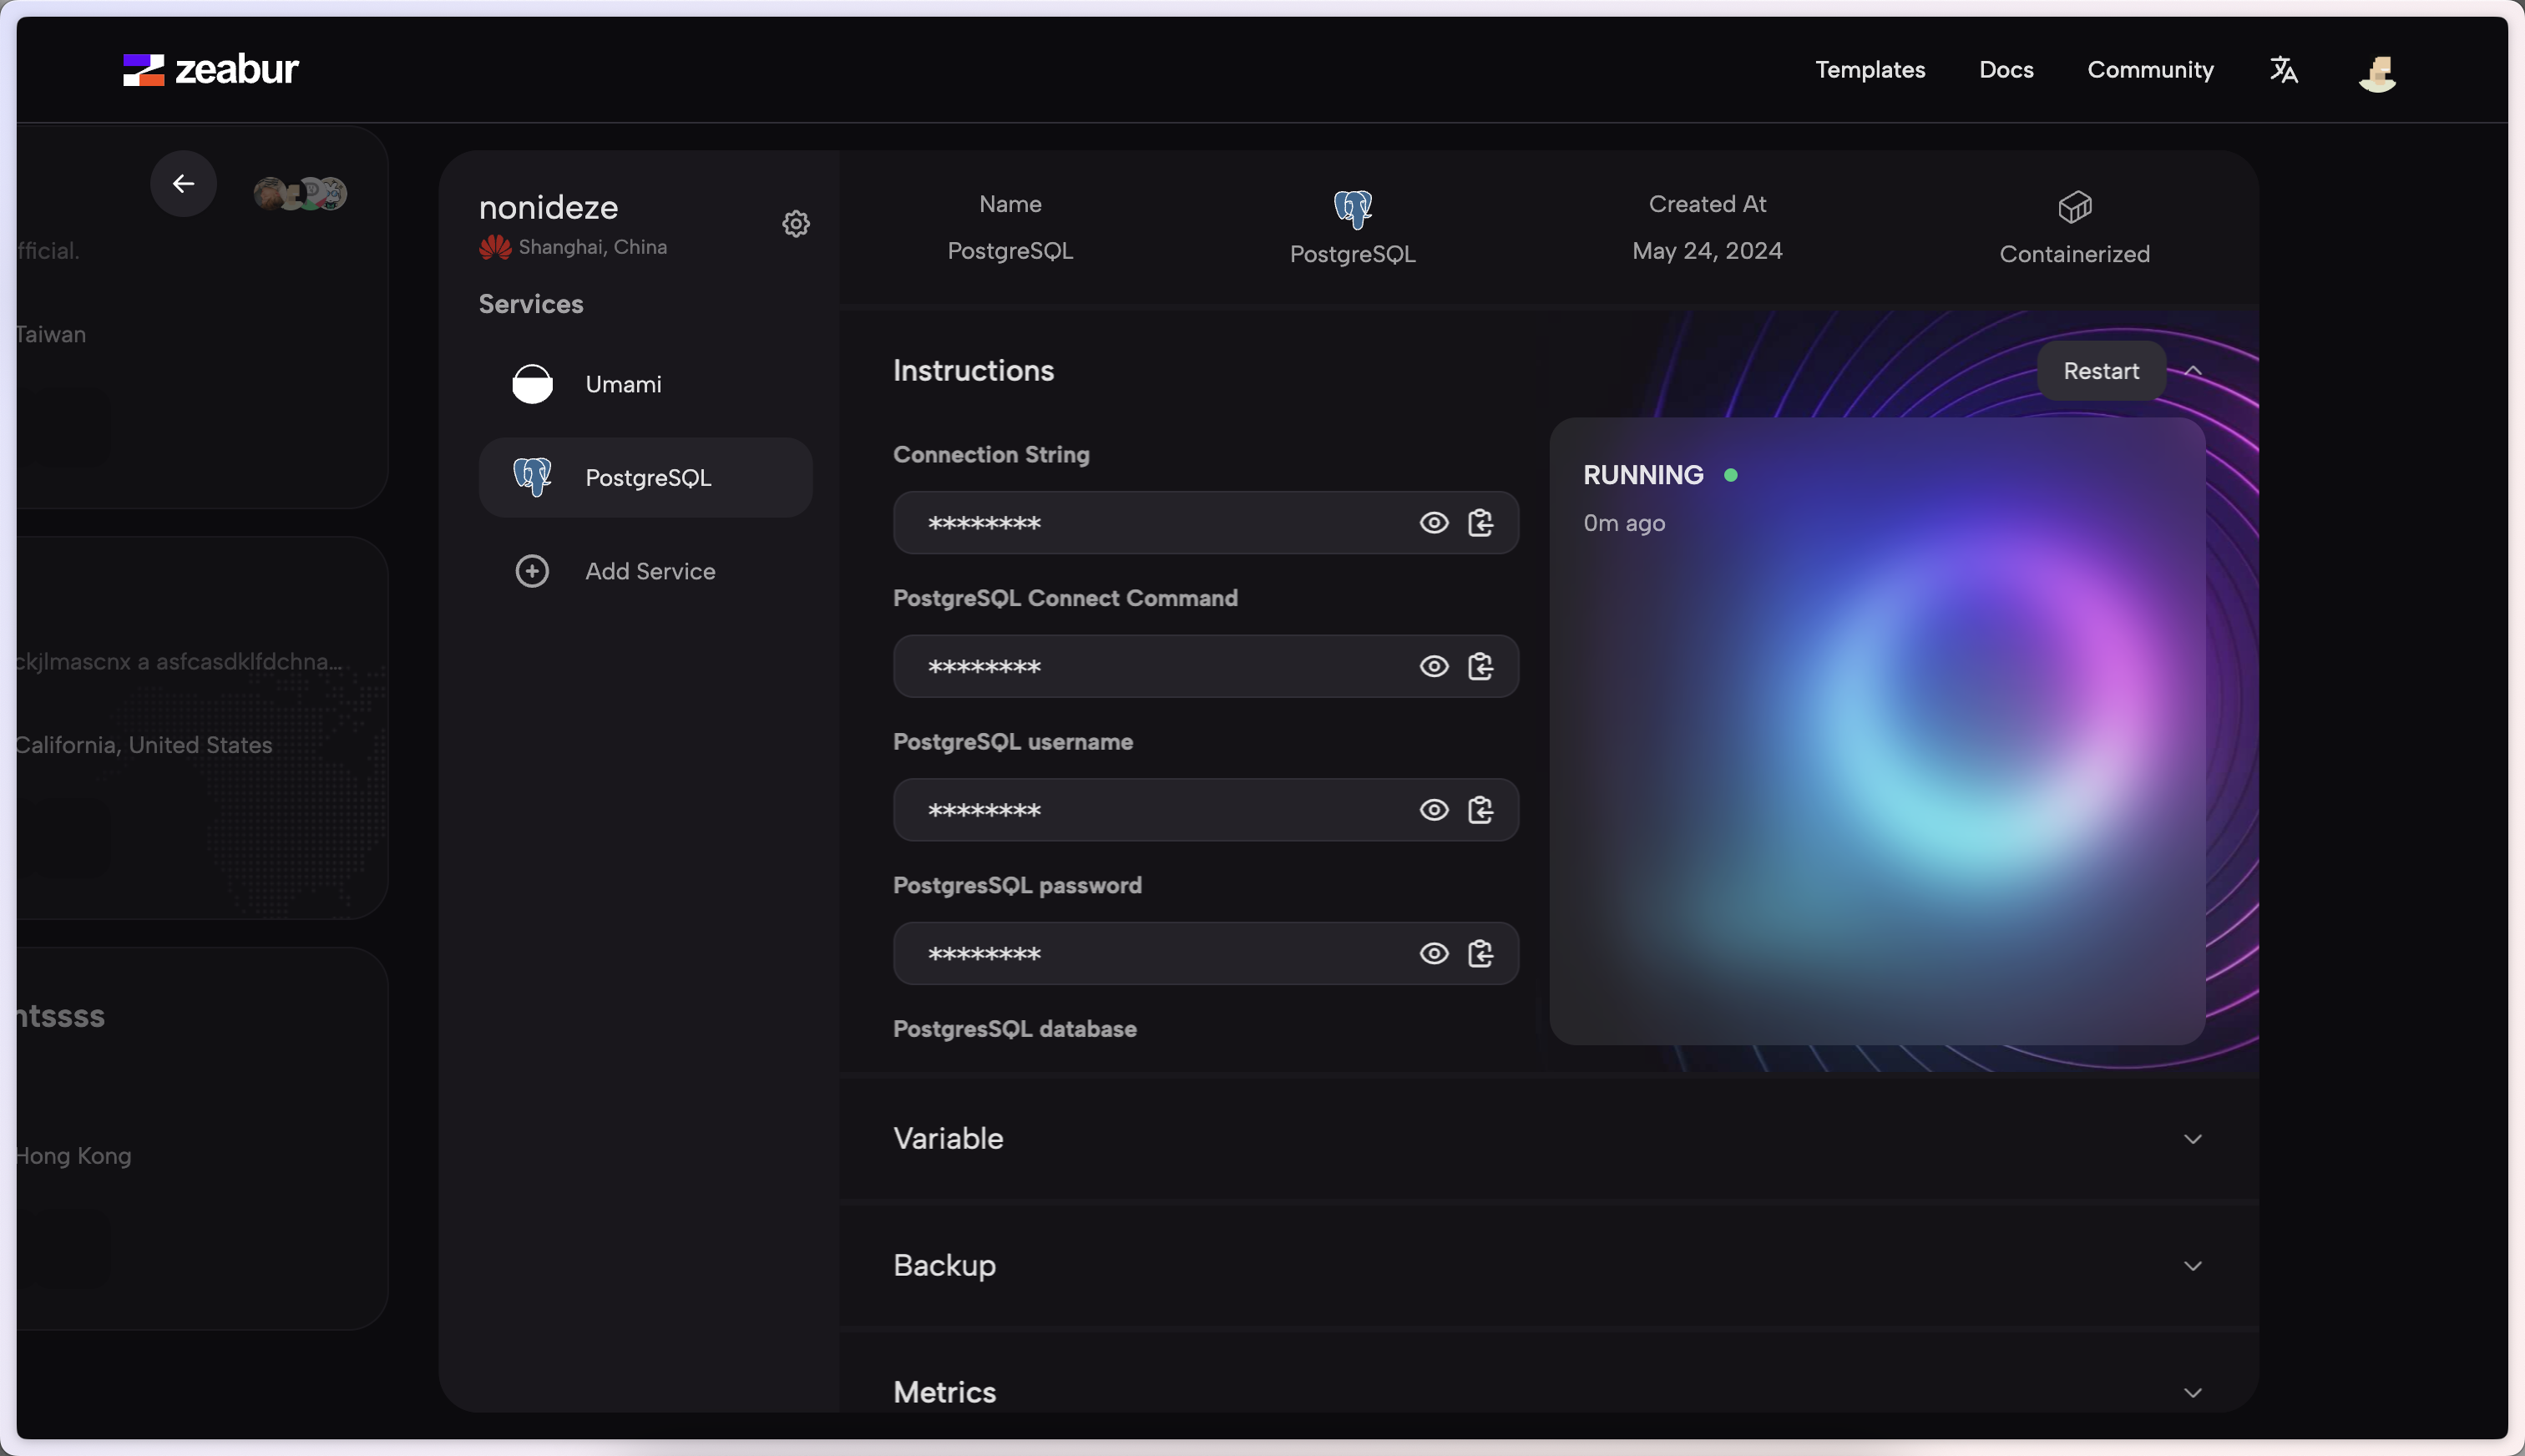 zeabur
Templates
Docs
Community
fficial.
Taiwan
ckjlmascnx a asfcasdklfdchna...
California, United States
ntssss
Hong Kong
nonideze
Shanghai, China
Services
Umami
PostgreSQL
Add Service
Name
PostgreSQL
PostgreSQL
Created At
May 24, 2024
Containerized
Instructions
Restart
Connection String
********
PostgreSQL Connect Command
********
PostgreSQL username
********
PostgresSQL password
********
PostgresSQL database
RUNNING
0m ago
Variable
Backup
Metrics